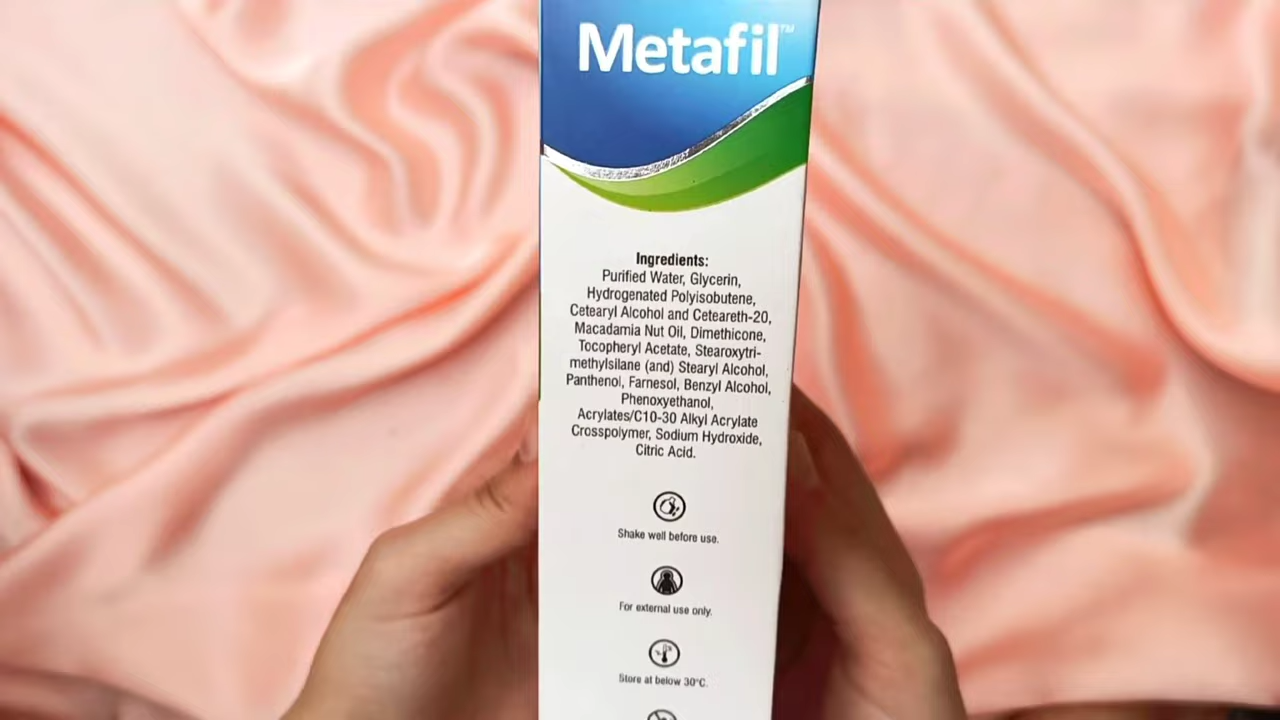 Metafil™
Ingredients:
Purified Water, Glycerin,
Hydrogenated Polyisobutene,
Cetearyl Alcohol and Ceteareth-20,
Macadamia Nut Oil, Dimethicone,
Tocopheryl Acetate, Stearoxytri-
methylsilane (and) Stearyl Alcohol,
Panthenol, Farnesol, Benzyl Alcohol,
Phenoxyethanol,
Acrylates/C10-30 Alkyl Acrylate
Crosspolymer, Sodium Hydroxide,
Citric Acid.
Shake well before use.
For external use only.
Store at below 30°C.